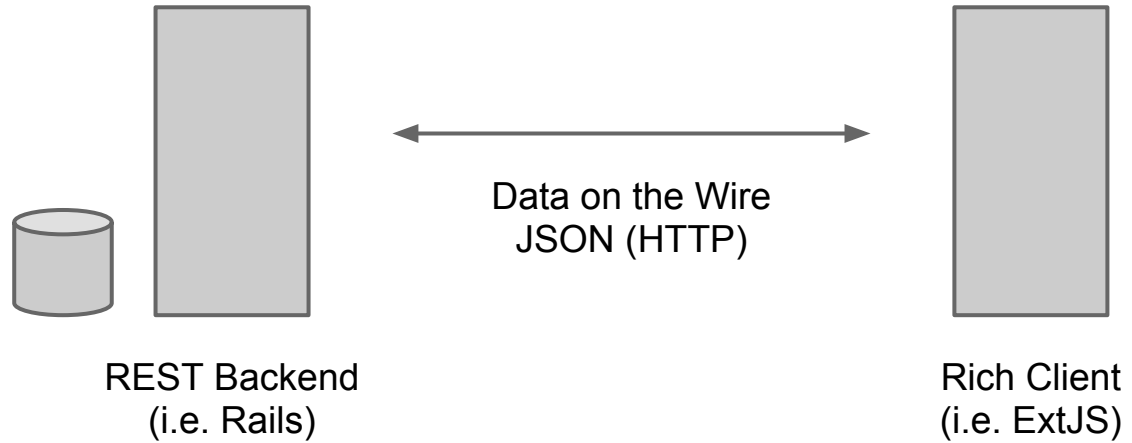 Data on the Wire
JSON (HTTP)
REST Backend
(i.e. Rails)
Rich Client
(i.e. ExtJS)